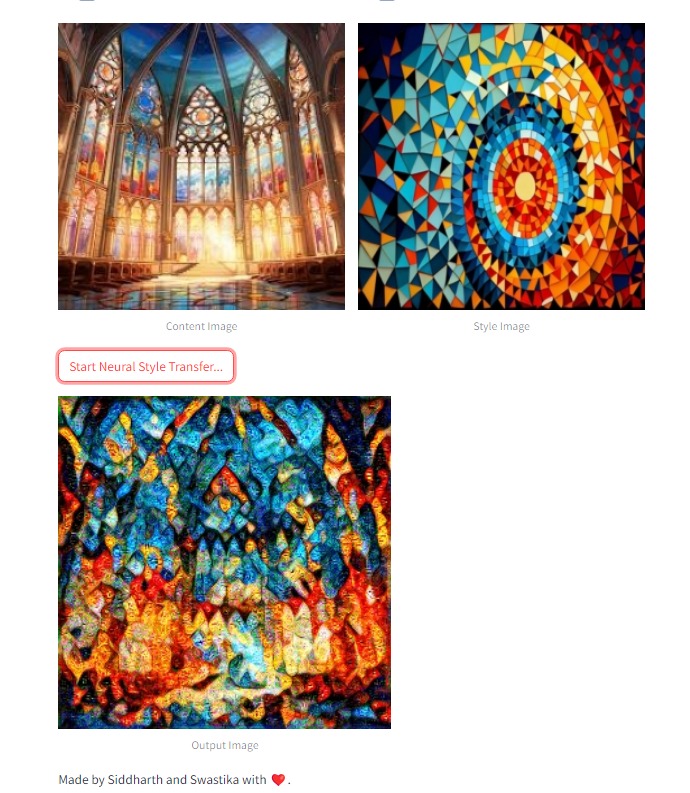 Content Image
Style Image
Start Neural Style Transfer...
Output Image
Made by Siddharth and Swastika with ❤️ .